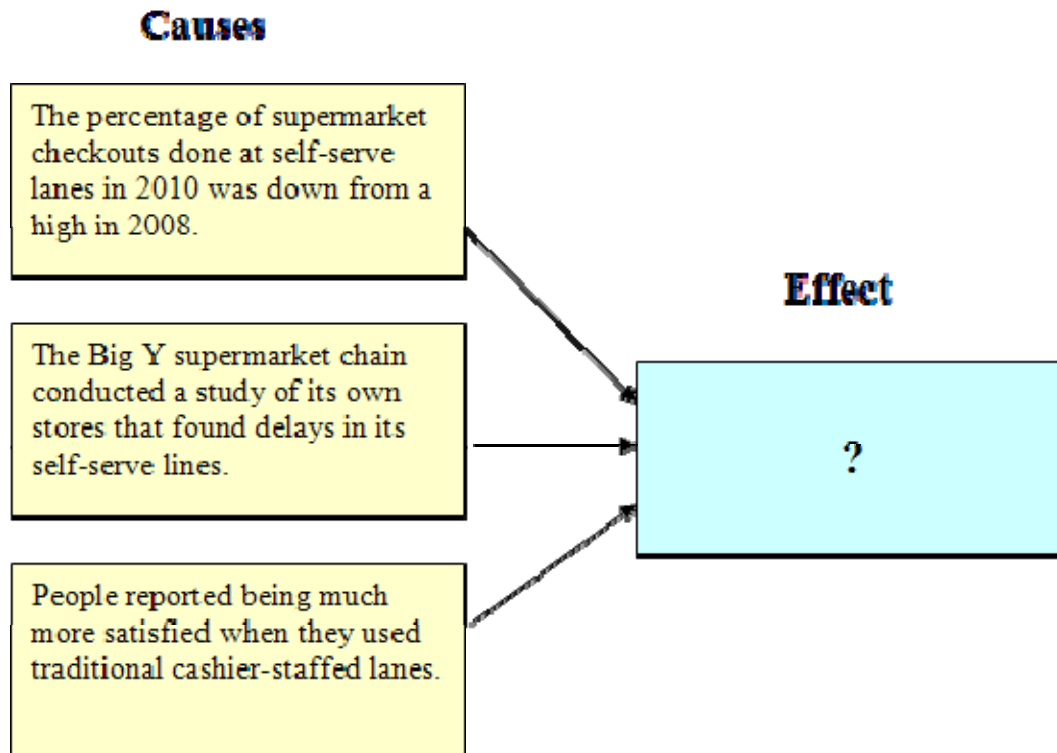 Causes
The percentage of supermarket
checkouts done at self-serve
lanes in 2010 was down from a
high in 2008.
Effect
The Big Y supermarket chain
conducted a study of its own
stores that found delays in its
self-serve lines.
?
People reported being much
more satisfied when they used
traditional cashier-staffed lanes.